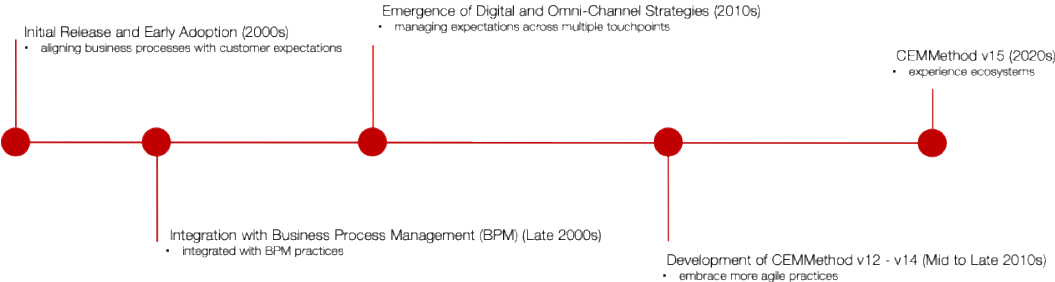 Initial Release and Early Adoption (2000s)
• aligning business processes with customer expectations
Integration with Business Process Management (BPM) (Late 2000s)
• integrated with BPM practices
Emergence of Digital and Omni-Channel Strategies (2010s)
• managing expectations across multiple touchpoints
Development of CEMMethod v12 - v14 (Mid to Late 2010s)
• embrace more agile practices
CEMMethod v15 (2020s)
• experience ecosystems